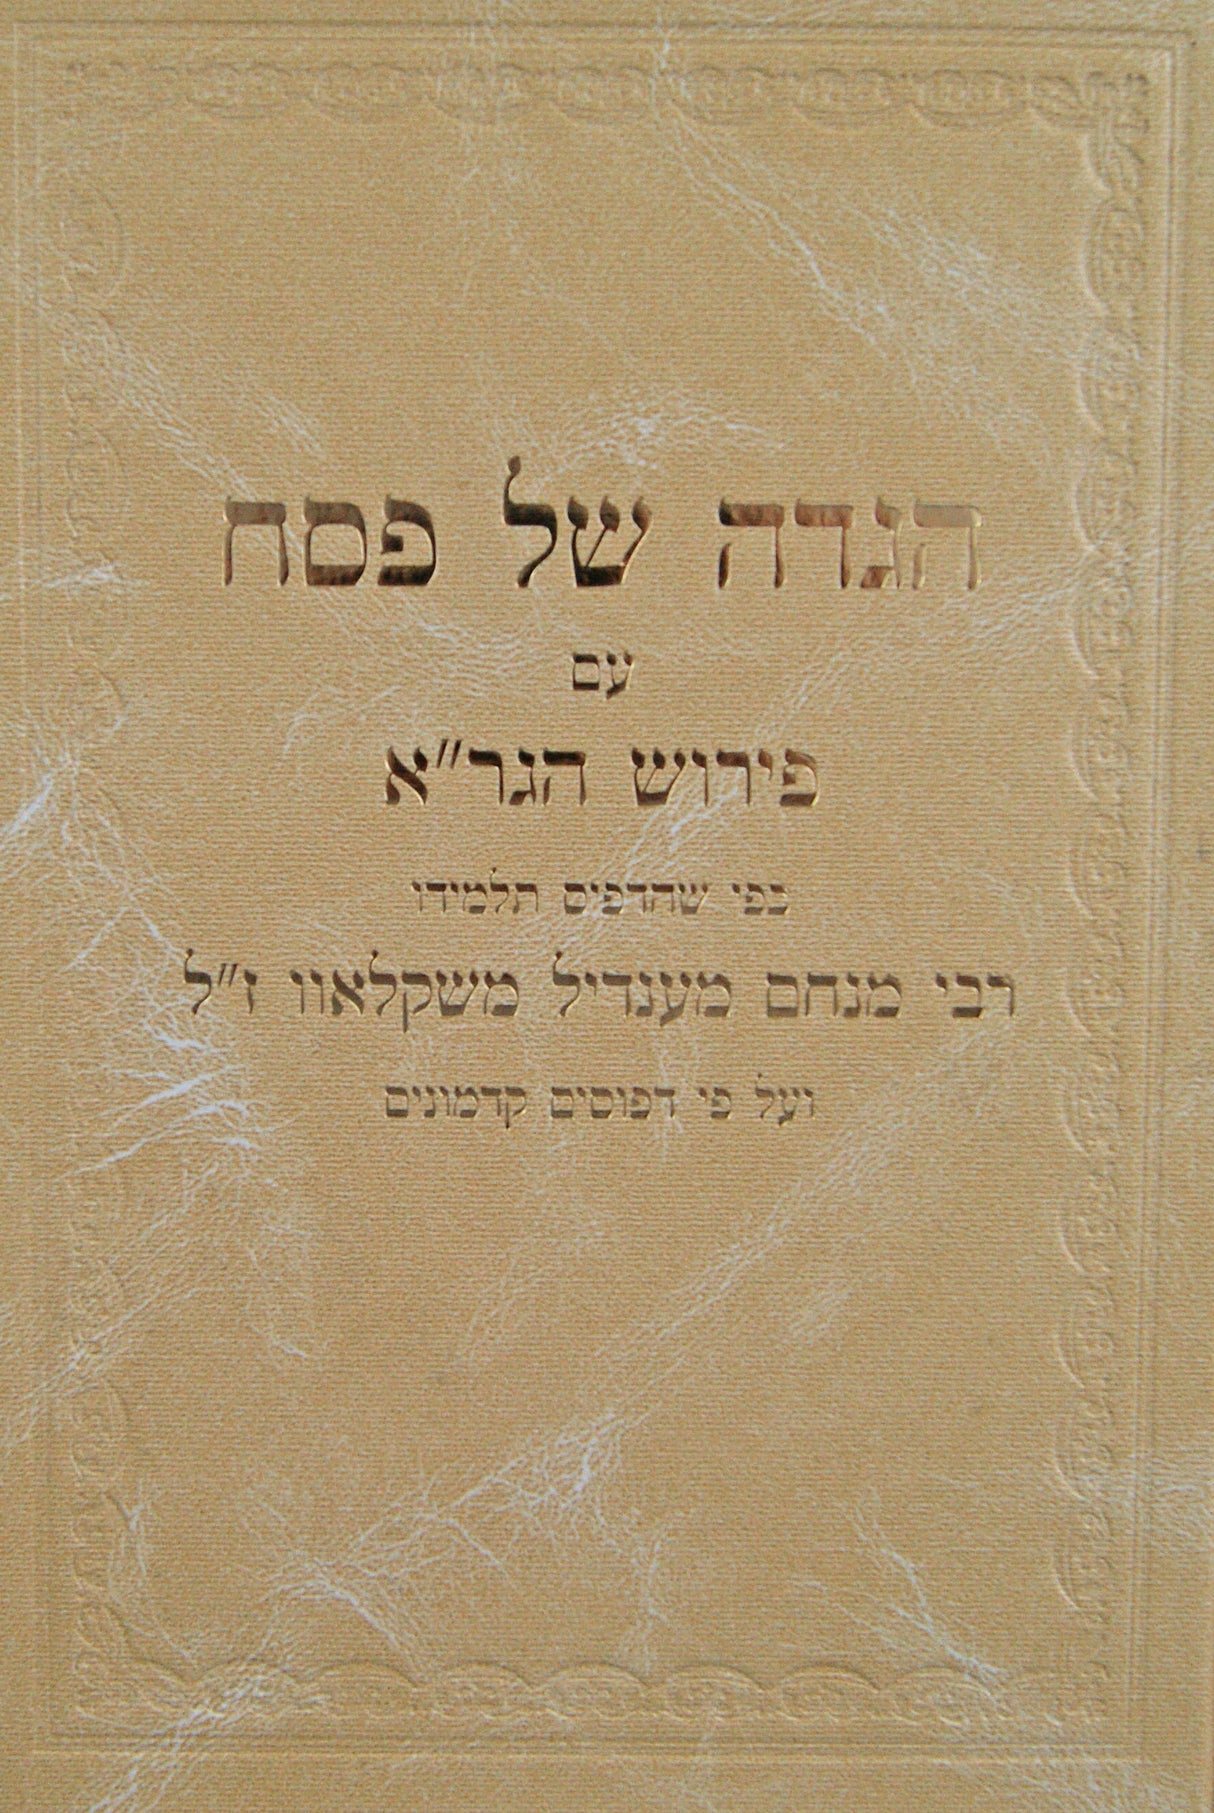 הגדה של פסח
עם
פירוש הגר״א
כפי שהדפיס תלמידו
רבי מנחם מענדיל משקלאוו ז״ל
ועל פי דפוסים קדמונים